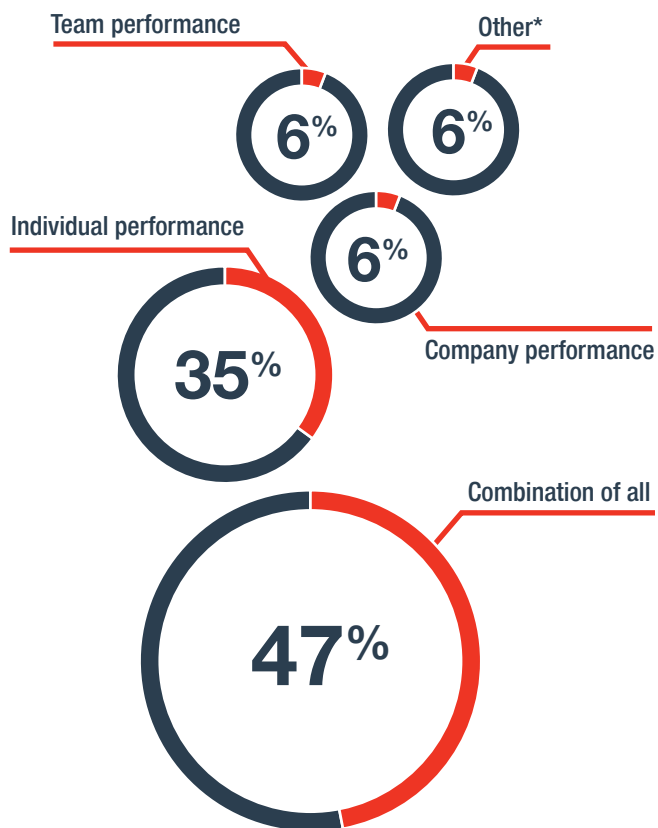 Team performance
Other*
6%
6%
Individual performance
6%
Company performance
35%
Combination of all
47%